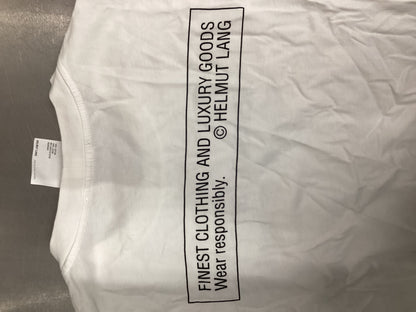 FINEST CLOTHING AND LUXURY GOODS
Wear responsibly. © HELMUT LANG